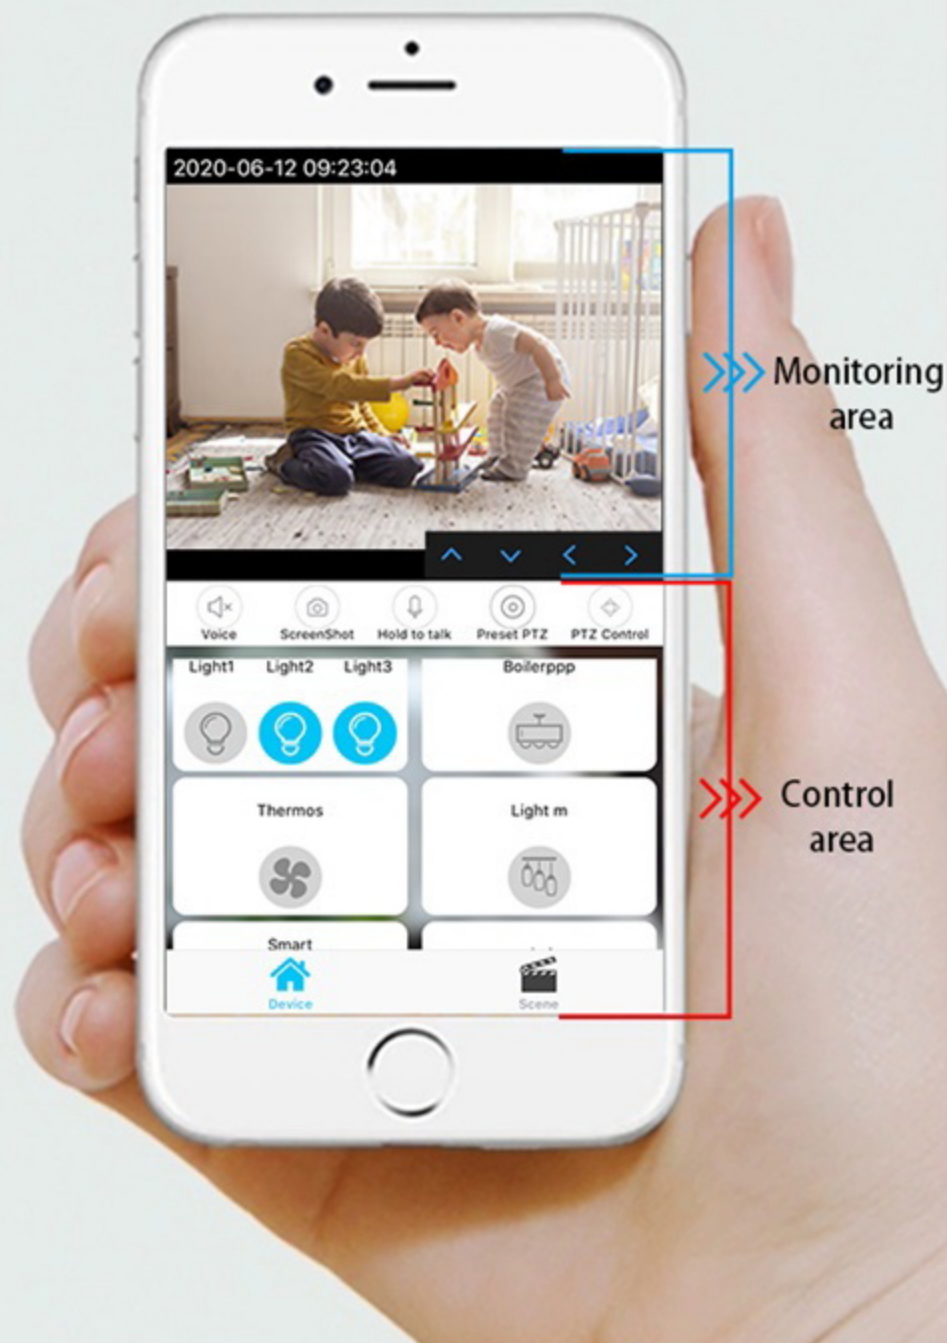 2020-06-12 09:23:04
Monitoring
area
Voice
ScreenShot
Hold to talk
Preset PTZ
PTZ Control
Light1
Light2
Light3
Boilerppp
Thermos
Light m
Control
area
Smart
Device
Scene